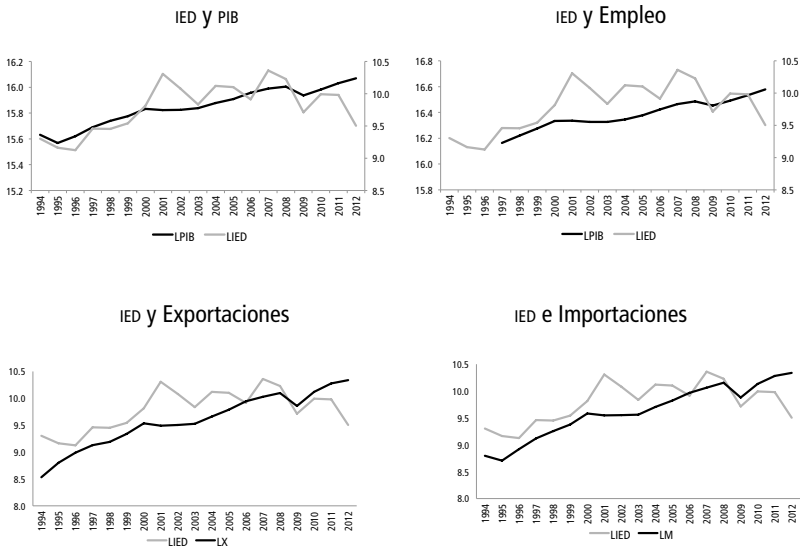 IED y PIB
16.2
16.0
15.8
15.6
15.4
15.2
10.5
10.0
9.5
9.0
8.5
1994 1995 1996 1997 1998 1999 2000 2001 2002 2003 2004 2005 2006 2007 2008 2009 2010 2011 2012
LPIB LIED
IED y Empleo
16.8
16.6
16.4
16.2
16.0
15.8
10.5
10.0
9.5
9.0
8.5
1994 1995 1996 1997 1998 1999 2000 2001 2002 2003 2004 2005 2006 2007 2008 2009 2010 2011 2012
LPIB LIED
IED y Exportaciones
10.5
10.0
9.5
9.0
8.5
8.0
1994 1995 1996 1997 1998 1999 2000 2001 2002 2003 2004 2005 2006 2007 2008 2009 2010 2011 2012
LIED LX
IED e Importaciones
10.5
10.0
9.5
9.0
8.5
8.0
1994 1995 1996 1997 1998 1999 2000 2001 2002 2003 2004 2005 2006 2007 2008 2009 2010 2011 2012
LIED LM